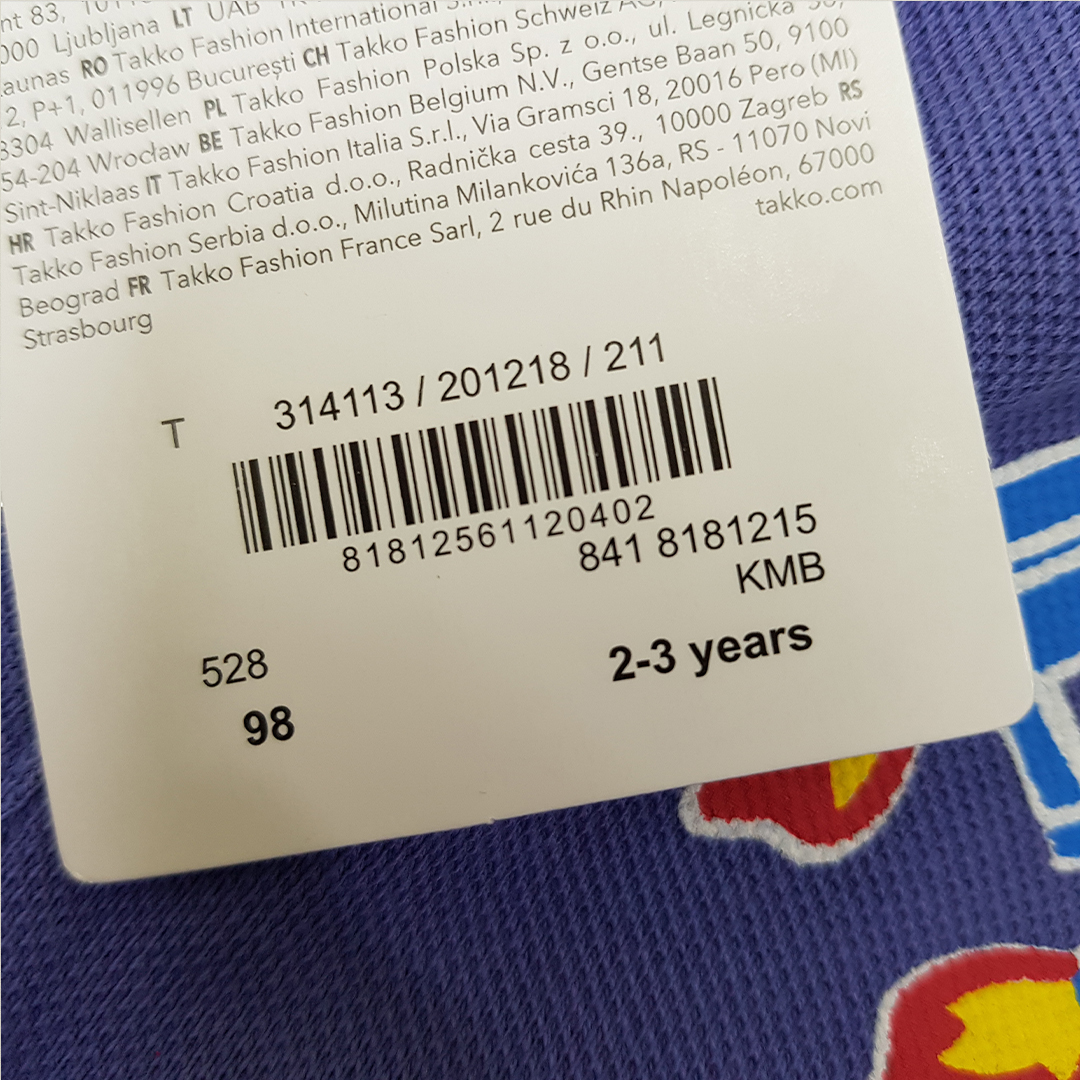 nt 83,
000 Ljubljana LT UAB
aunas RO Takko Fashion International
2, P+1, 011996 București CH Takko Fashion Schweiz AG,
8304 Wallisellen PL Takko Fashion Polska Sp. z o.o., ul. Legnicka
54-204 Wrocław BE Takko Fashion Belgium N.V., Gentse Baan 50, 9100
Sint-Niklaas IT Takko Fashion Italia S.r.l., Via Gramsci 18, 20016 Pero (MI)
HR Takko Fashion Croatia d.o.o., Radnička cesta 39., 10000 Zagreb RS
Takko Fashion Serbia d.o.o., Milutina Milankovića 136a, RS - 11070 Novi
Beograd FR Takko Fashion France Sarl, 2 rue du Rhin Napoléon, 67000
Strasbourg
takko.com
T
314113 / 201218 / 211
81812561120402
841 8181215
KMB
528
2-3 years
98